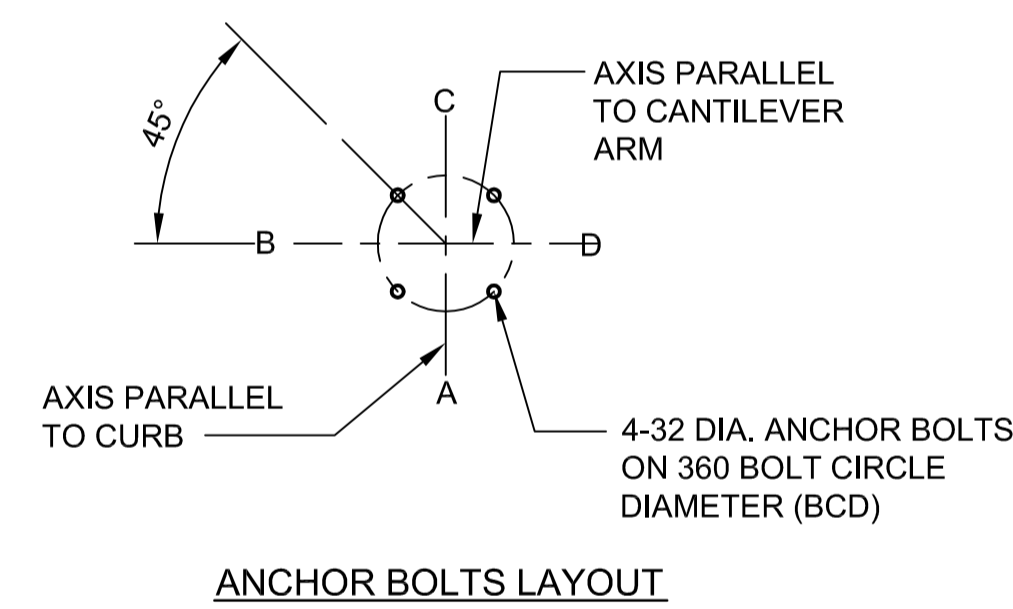 AXIS PARALLEL
TO CANTILEVER
ARM
C
45°
B
D
A
AXIS PARALLEL
TO CURB
4-32 DIA. ANCHOR BOLTS
ON 360 BOLT CIRCLE
DIAMETER (BCD)
ANCHOR BOLTS LAYOUT